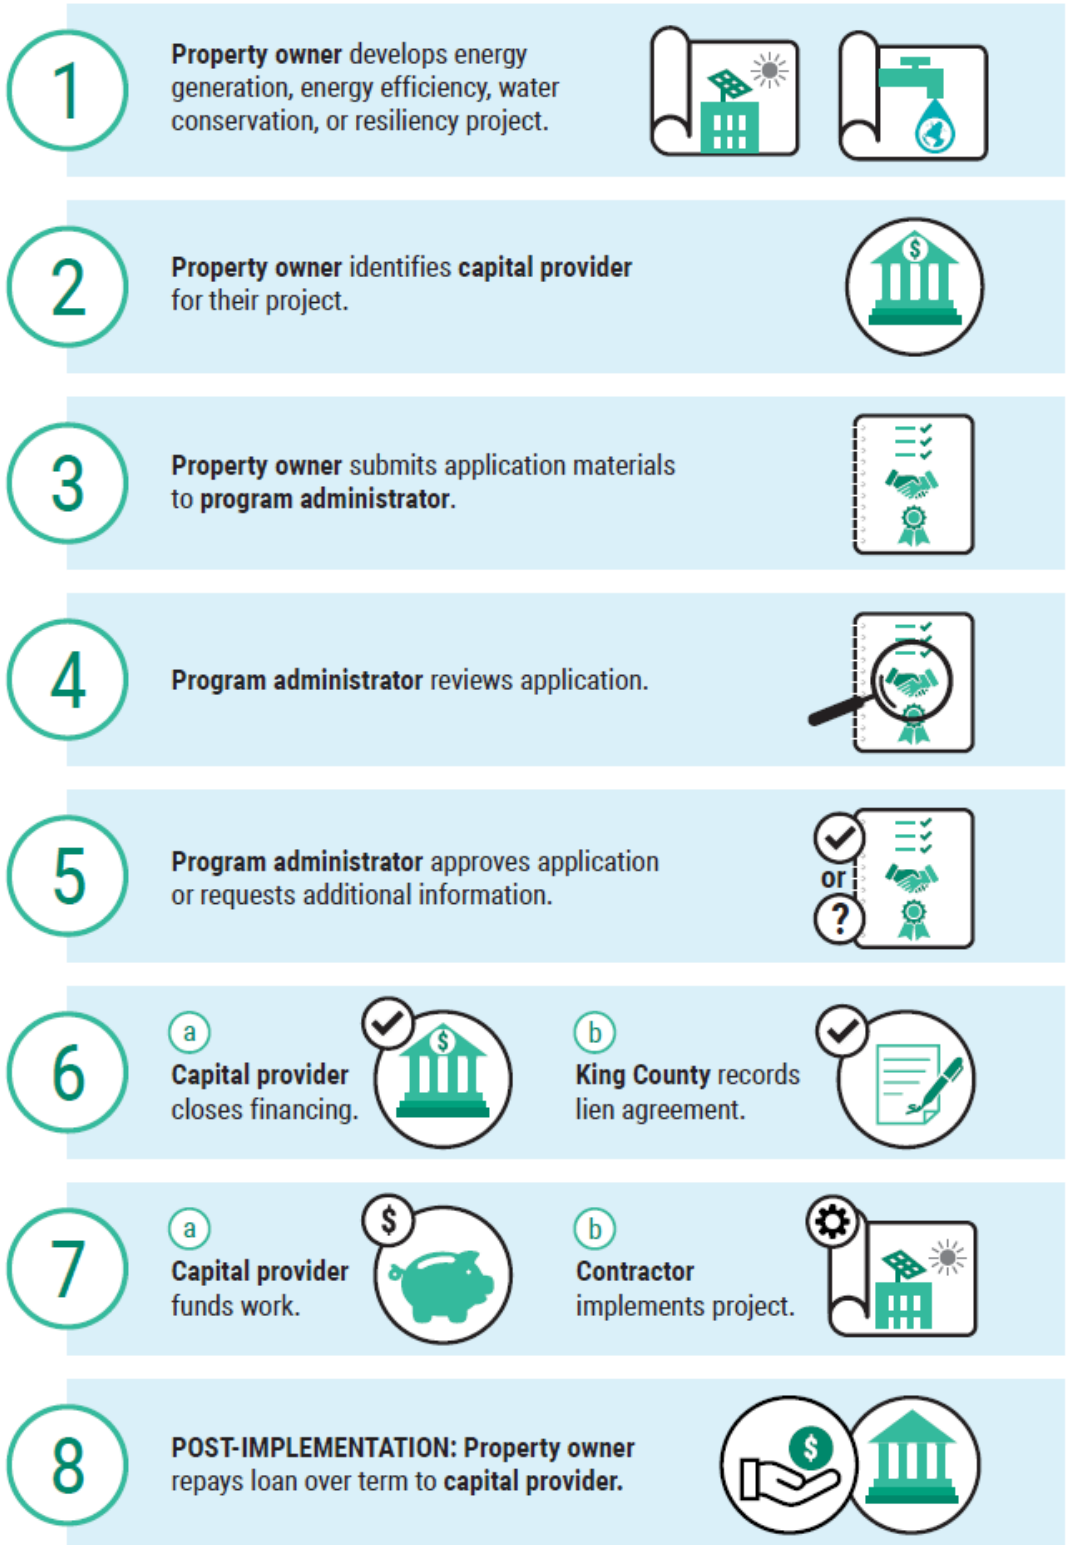 1
Property owner develops energy
generation, energy efficiency, water
conservation, or resiliency project.
2
$
Property owner identifies capital provider
for their project.
3
Property owner submits application materials
to program administrator.
4
Program administrator reviews application.
5
Program administrator approves application
or requests additional information.
or
?
6
a
Capital provider
closes financing.
$
b
King County records
lien agreement.
7
a
Capital provider
funds work.
$
b
Contractor
implements project.
8
POST-IMPLEMENTATION: Property owner
repays loan over term to capital provider.
$